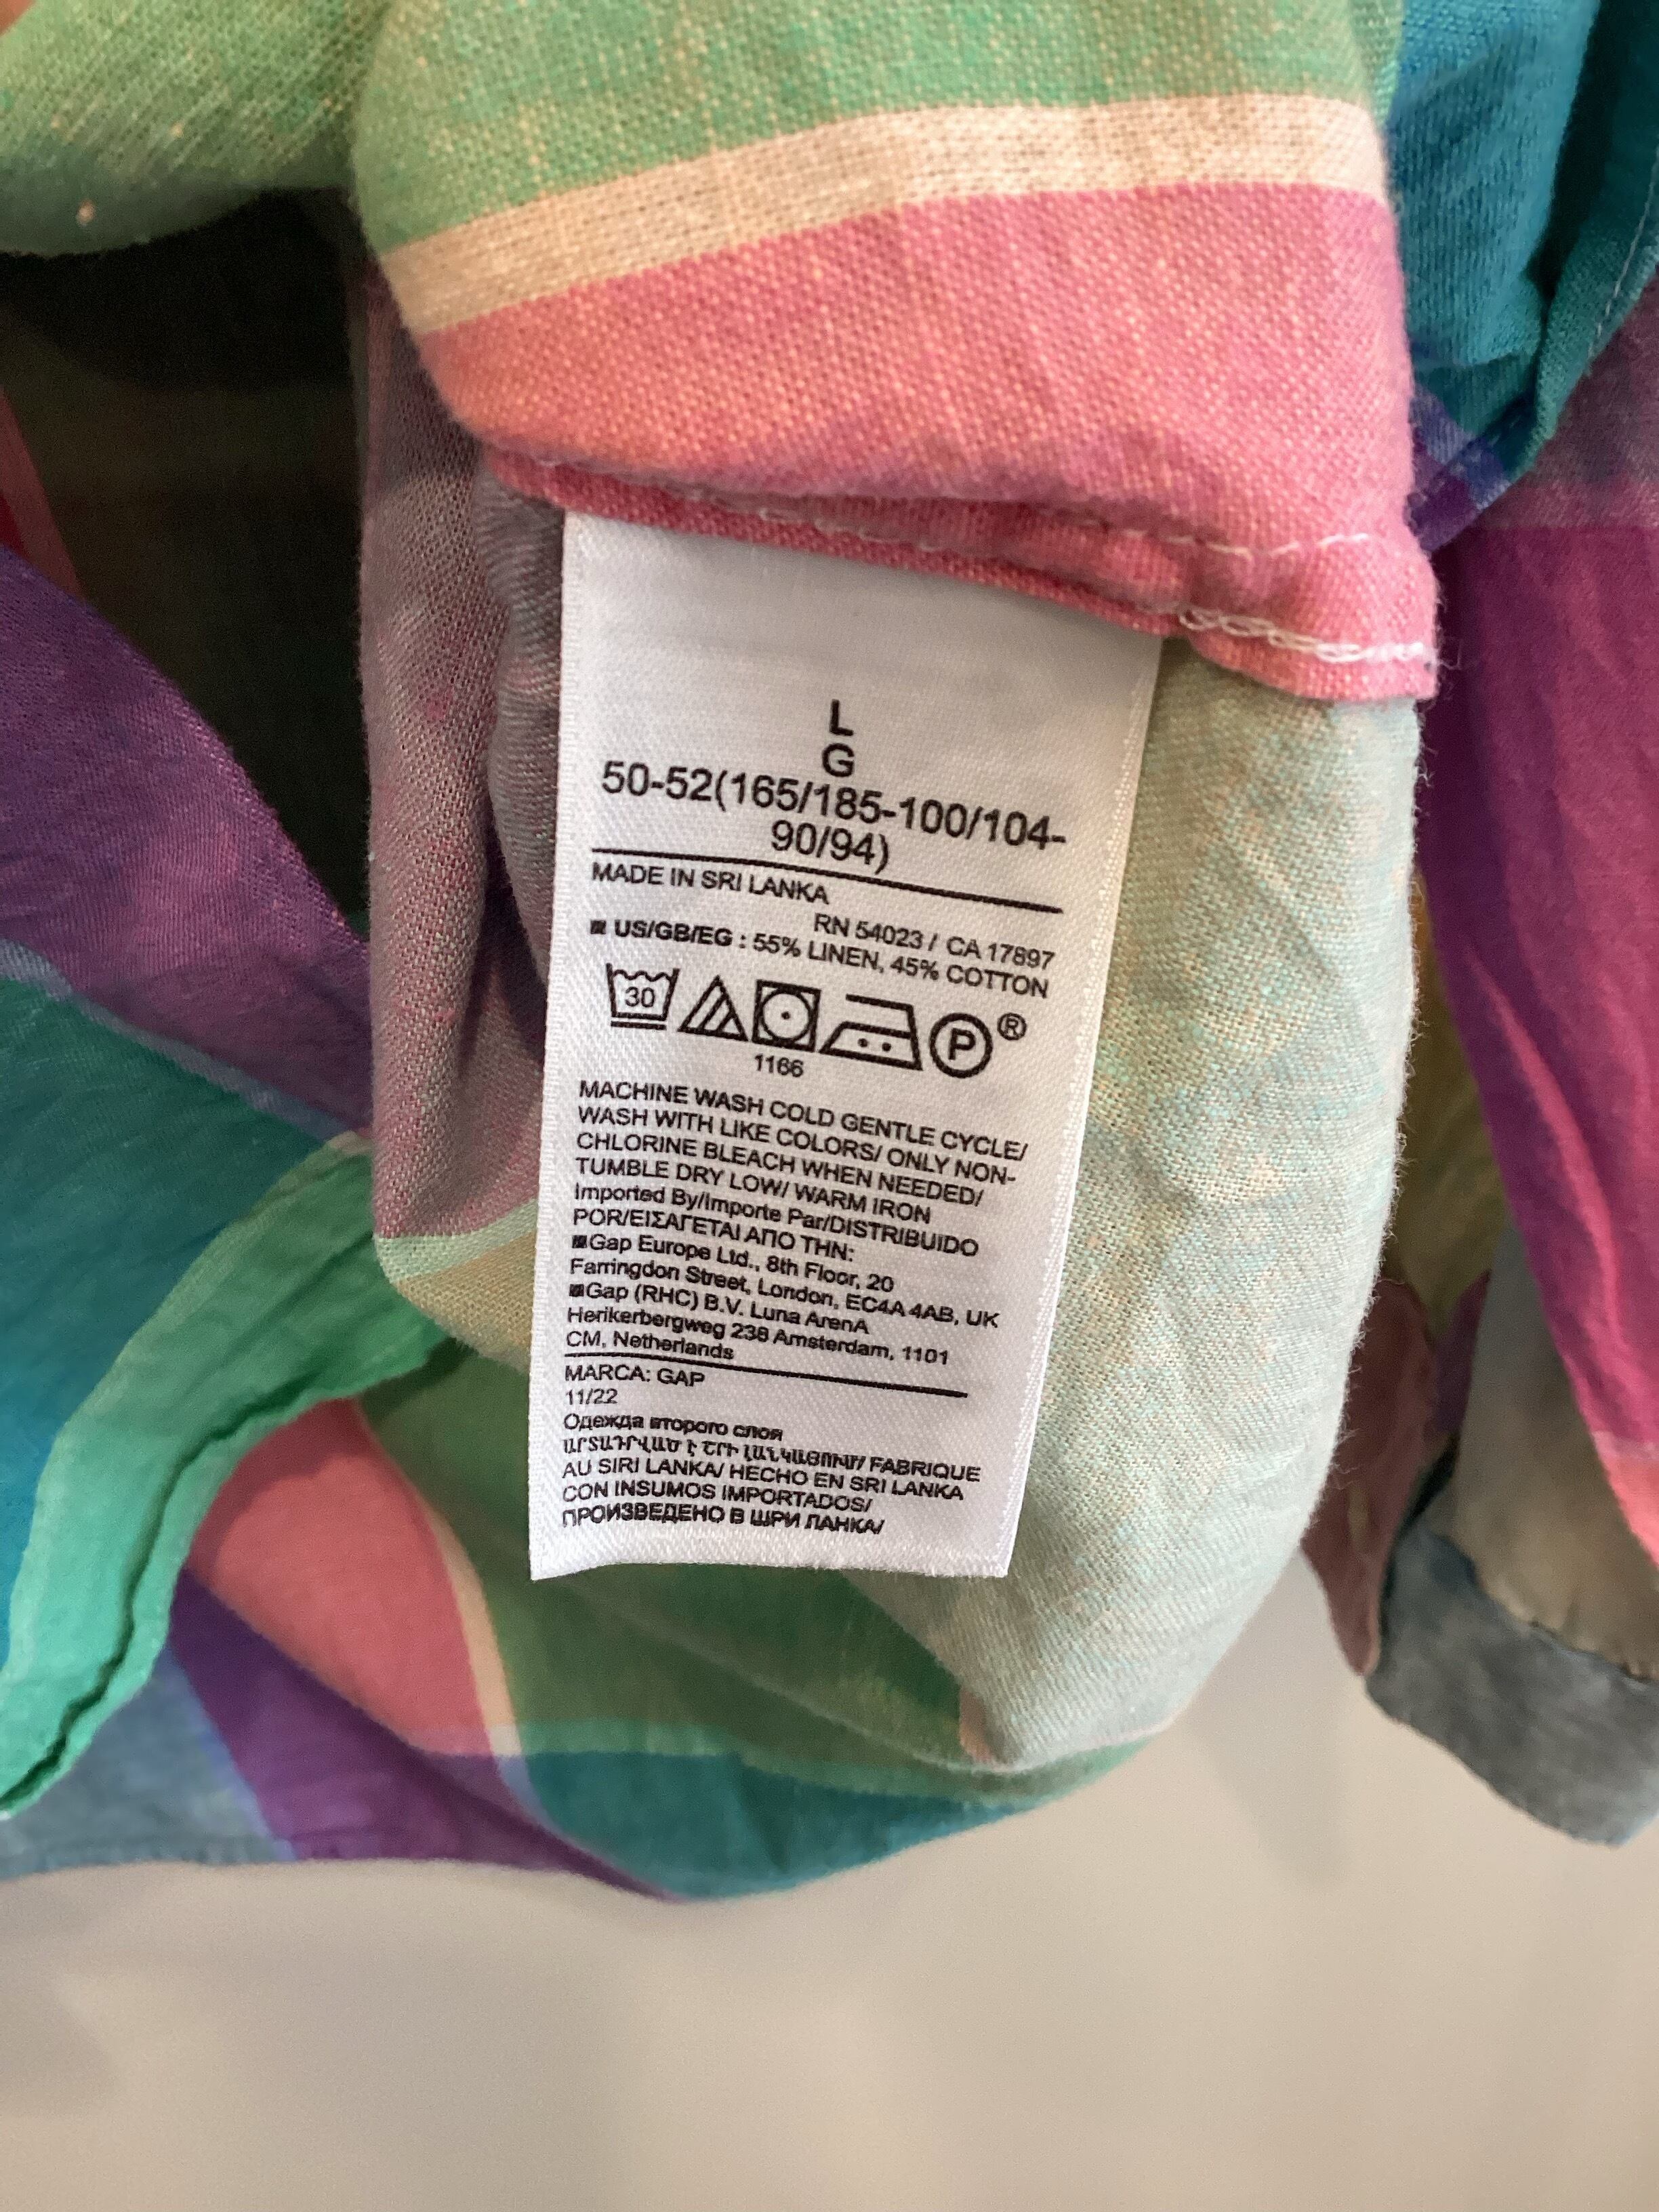 L
G
50-52(165/185-100/104-
90/94)
MADE IN SRI LANKA
RN 54023 / CA 17897
US/GB/EG : 55% LINEN, 45% COTTON
30
P ®
1166
MACHINE WASH COLD GENTLE CYCLE/
WASH WITH LIKE COLORS/ ONLY NON-
CHLORINE BLEACH WHEN NEEDED/
TUMBLE DRY LOW/ WARM IRON
Imported By/Importe Par/DISTRIBUIDO
POR/ΕΙΣΑΓΕΤΑΙ ΑΠΟ ΤΗΝ:
Gap Europe Ltd., 8th Floor, 20
Farringdon Street, London, EC4A 4AB, UK
Gap (RHC) B.V. Luna ArenA
Herikerbergweg 238 Amsterdam, 1101
CM, Netherlands
MARCA: GAP
11/22
Одежда второго слоя
ԱՐՏԱԴՐՎԱԾ Է ՇՐԻ ԼԱՆԿԱՅՈՒՄ/ FABRIQUE
AU SIRI LANKA/ HECHO EN SRI LANKA
CON INSUMOS IMPORTADOS/
ПРОИЗВЕДЕНО В ШРИ ЛАНКА/